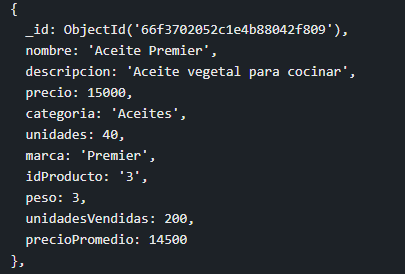 {
_id: ObjectId('66f3702052c1e4b88042f809'),
nombre: 'Aceite Premier',
descripcion: 'Aceite vegetal para cocinar',
precio: 15000,
categoria: 'Aceites',
unidades: 40,
marca: 'Premier',
idProducto: '3',
peso: 3,
unidadesVendidas: 200,
precioPromedio: 14500
},